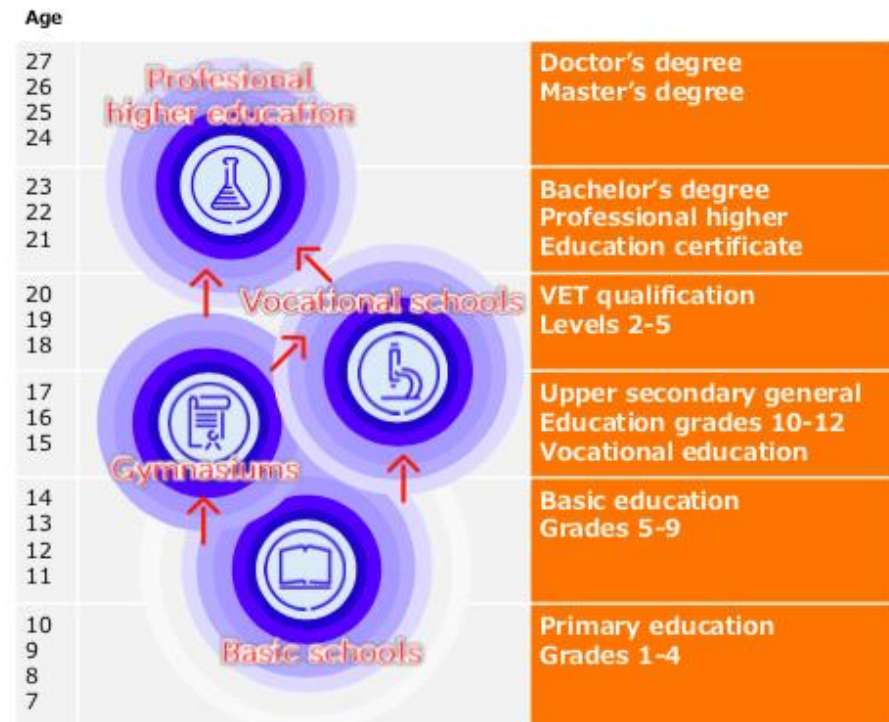 Age
27
26
25
24
Profesional
higher education
Doctor's degree
Master's degree
23
22
21
Bachelor's degree
Professional higher
Education certificate
20
19
18
Vocational schools
VET qualification
Levels 2-5
17
16
15
Gymnasiums
Upper secondary general
Education grades 10-12
Vocational education
14
13
12
11
Basic education
Grades 5-9
10
9
8
7
Basic schools
Primary education
Grades 1-4